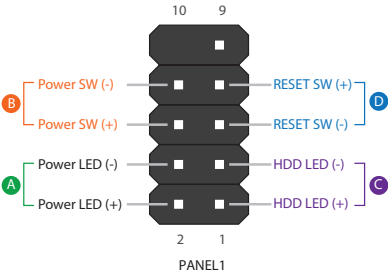 10 9
Power SW (-) RESET SW (+)
B D
Power SW (+) RESET SW (-)
Power LED (-) HDD LED (-)
A C
Power LED (+) HDD LED (+)
2 1
PANEL1